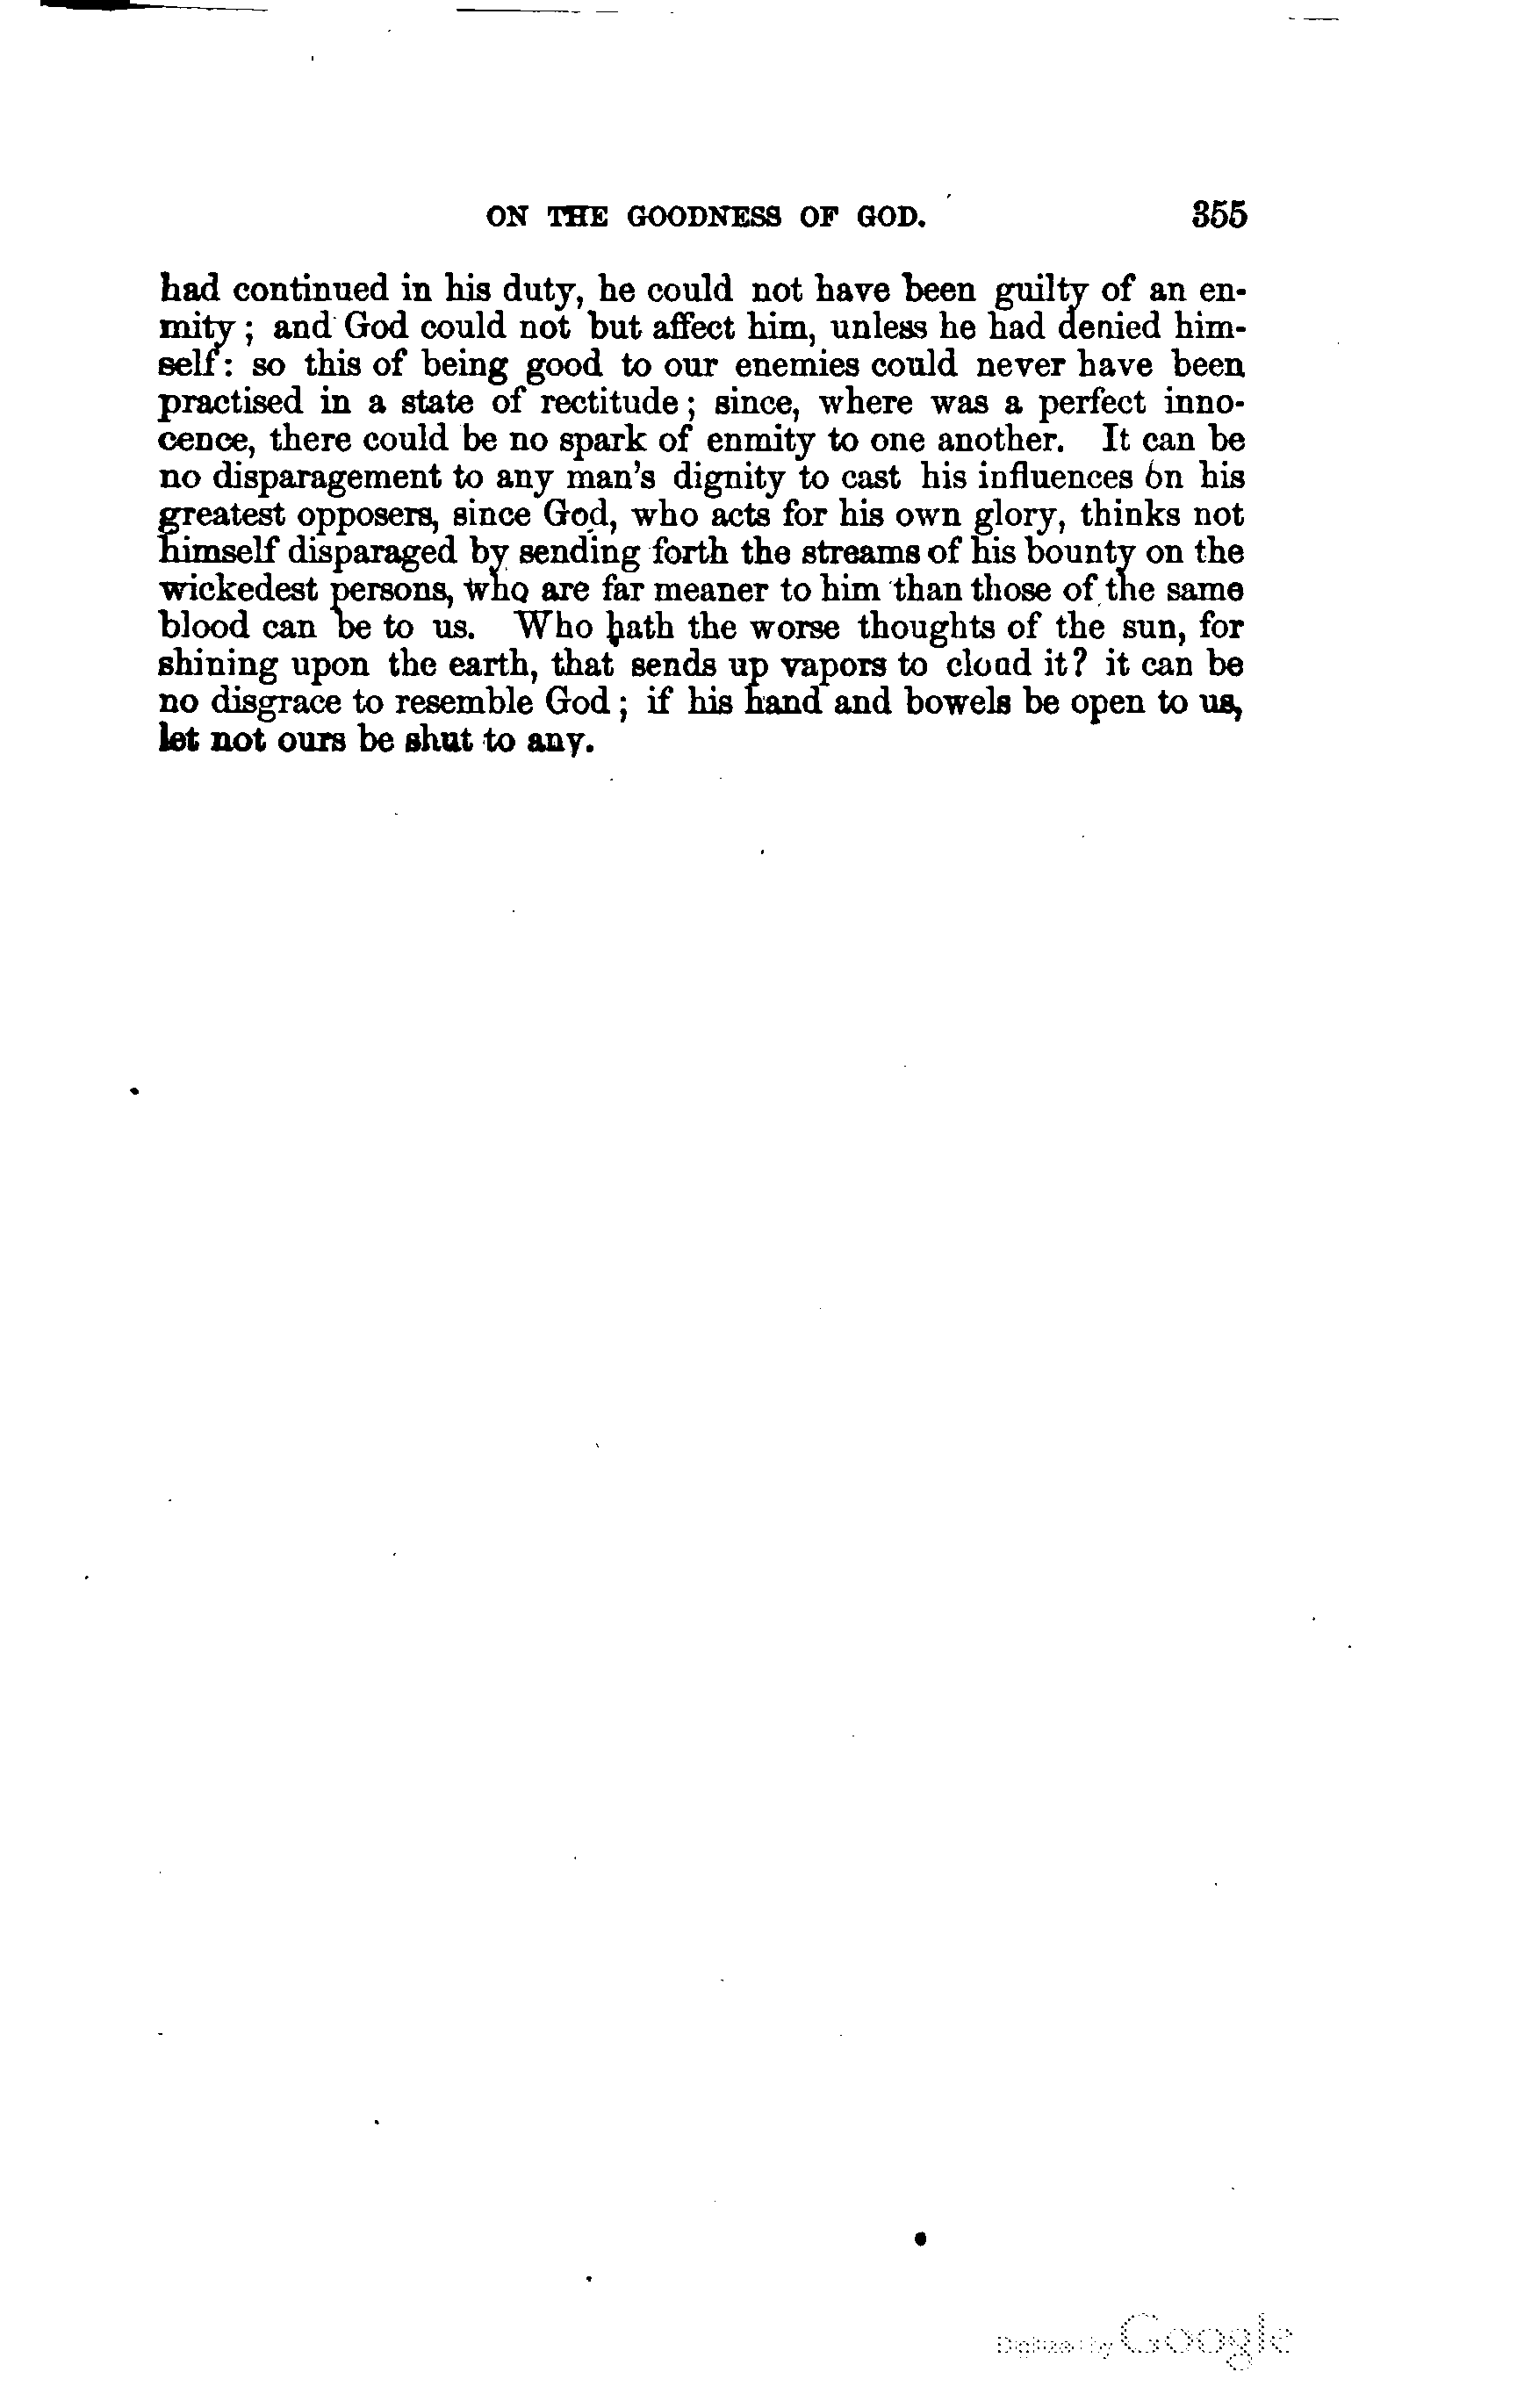 ON THE GOODNESS OF GOD. 355
had continued in his duty, he could not have been guilty of an en-
mity; and God could not but affect him, unless he had denied him-
self: so this of being good to our enemies could never have been
practised in a state of rectitude; since, where was a perfect inno-
cence, there could be no spark of enmity to one another. It can be
no disparagement to any man's dignity to cast his influences on his
greatest opposers, since God, who acts for his own glory, thinks not
himself disparaged by sending forth the streams of his bounty on the
wickedest persons, who are far meaner to him than those of the same
blood can be to us. Who hath the worse thoughts of the sun, for
shining upon the earth, that sends up vapors to cloud it? it can be
no disgrace to resemble God; if his hand and bowels be open to us,
let not ours be shut to any.
Digitized by Google